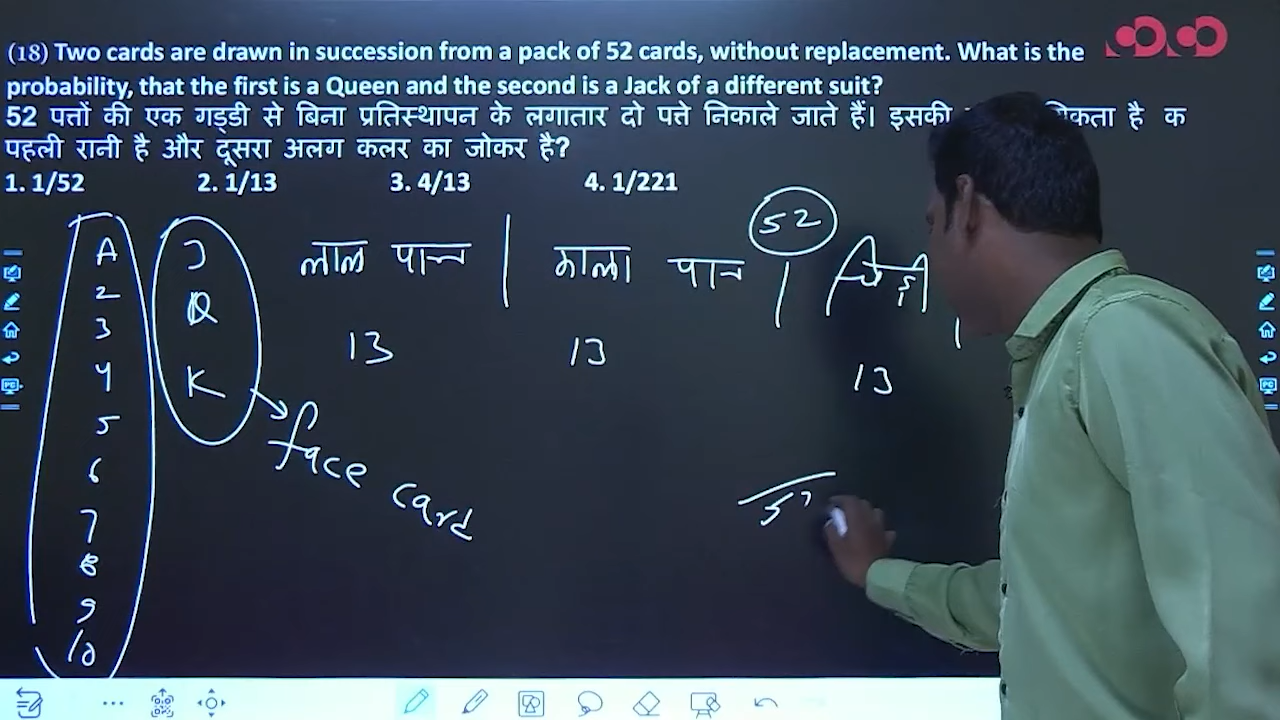 (18) Two cards are drawn in succession from a pack of 52 cards, without replacement. What is the
probability, that the first is a Queen and the second is a Jack of a different suit?
52 पत्तों की एक गड्डी से बिना प्रतिस्थापन के लगातार दो पत्ते निकाले जाते हैं। इसकी है क
पहली रानी है और दूसरा अलग कलर का जोकर है?
1. 1/52 2. 1/13 3. 4/13 4. 1/221
52
A J लाल पान काला पान
2 Q
3 13 13 13
4 K
5 face card
6
7 52
8
9
10